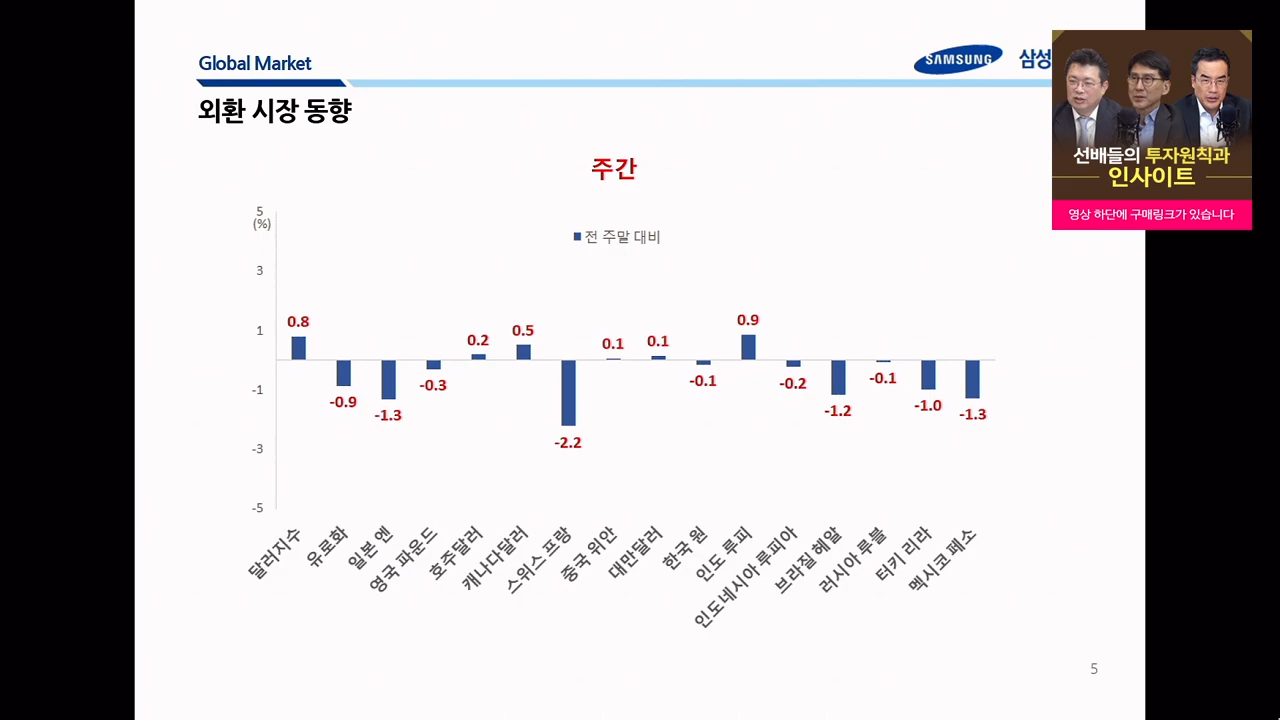 Global Market
SAMSUNG 삼성
외환 시장 동향
선배들의 투자원칙과
인사이트
영상 하단에 구매링크가 있습니다
주간
5
(%)
3
1
-1
-3
-5
전 주말 대비
0.8
-0.9
-1.3
-0.3
0.2
0.5
-2.2
0.1
0.1
-0.1
0.9
-0.2
-1.2
-0.1
-1.0
-1.3
달러지수
유로화
일본 엔
영국 파운드
호주달러
캐나다달러
스위스 프랑
중국 위안
대만달러
한국 원
인도 루피
인도네시아 루피아
브라질 헤알
러시아 루블
터키 리라
멕시코 페소
5